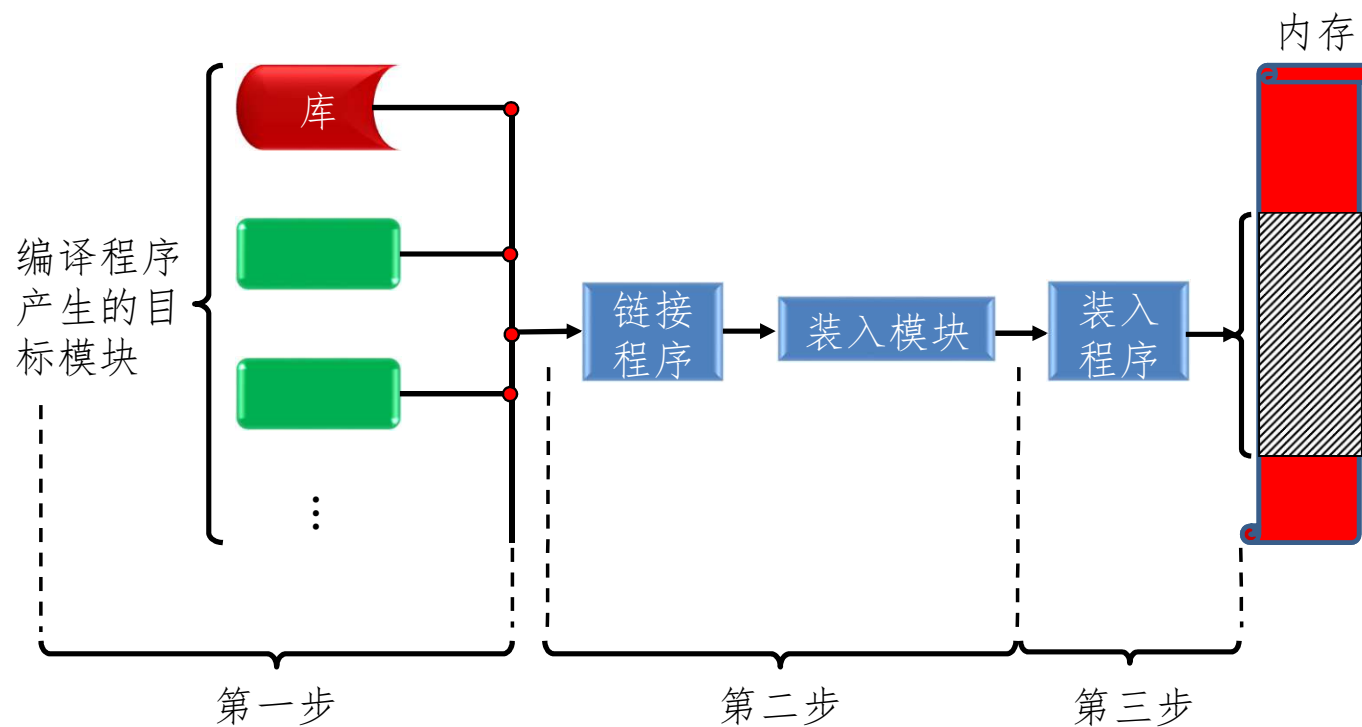 内存
库
编译程序
产生的目
标模块
链接
程序
装入模块
装入
程序
⋮
第一步
第二步
第三步